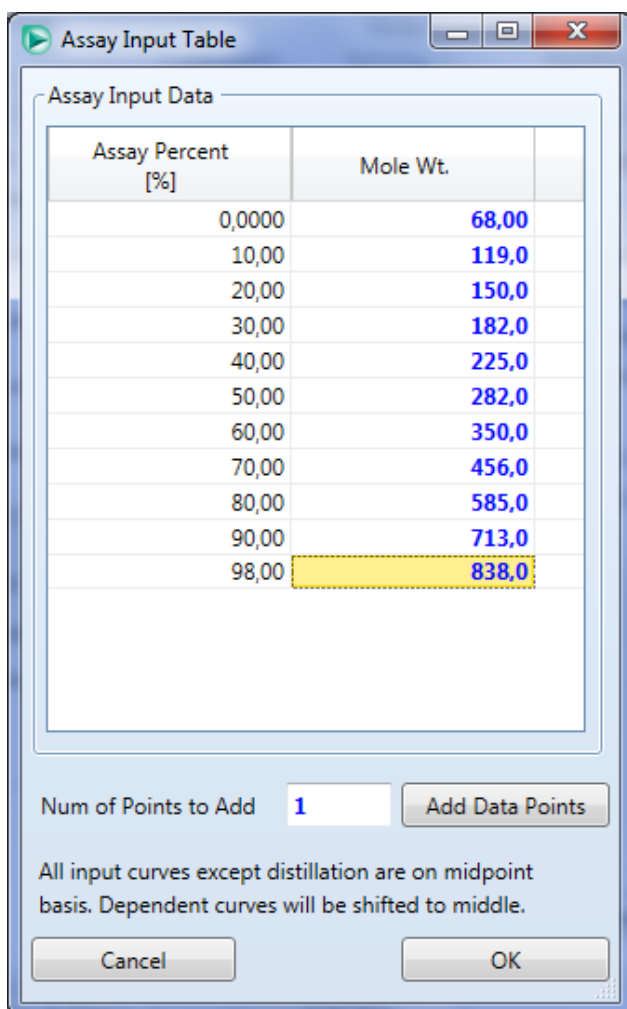 Assay Input Table
Assay Input Data
Assay Percent Mole Wt.
[%]
0,0000 68,00
10,00 119,0
20,00 150,0
30,00 182,0
40,00 225,0
50,00 282,0
60,00 350,0
70,00 456,0
80,00 585,0
90,00 713,0
98,00 838,0
Num of Points to Add 1 Add Data Points
All input curves except distillation are on midpoint
basis. Dependent curves will be shifted to middle.
Cancel OK